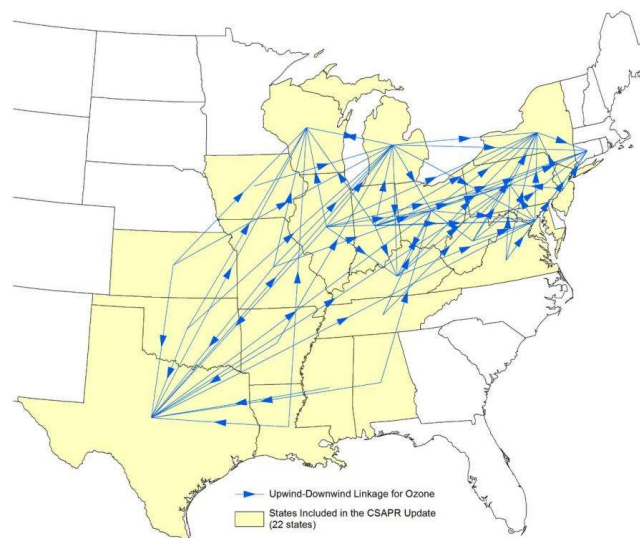 Upwind-Downwind Linkage for Ozone
States Included in the CSAPR Update
(22 states)